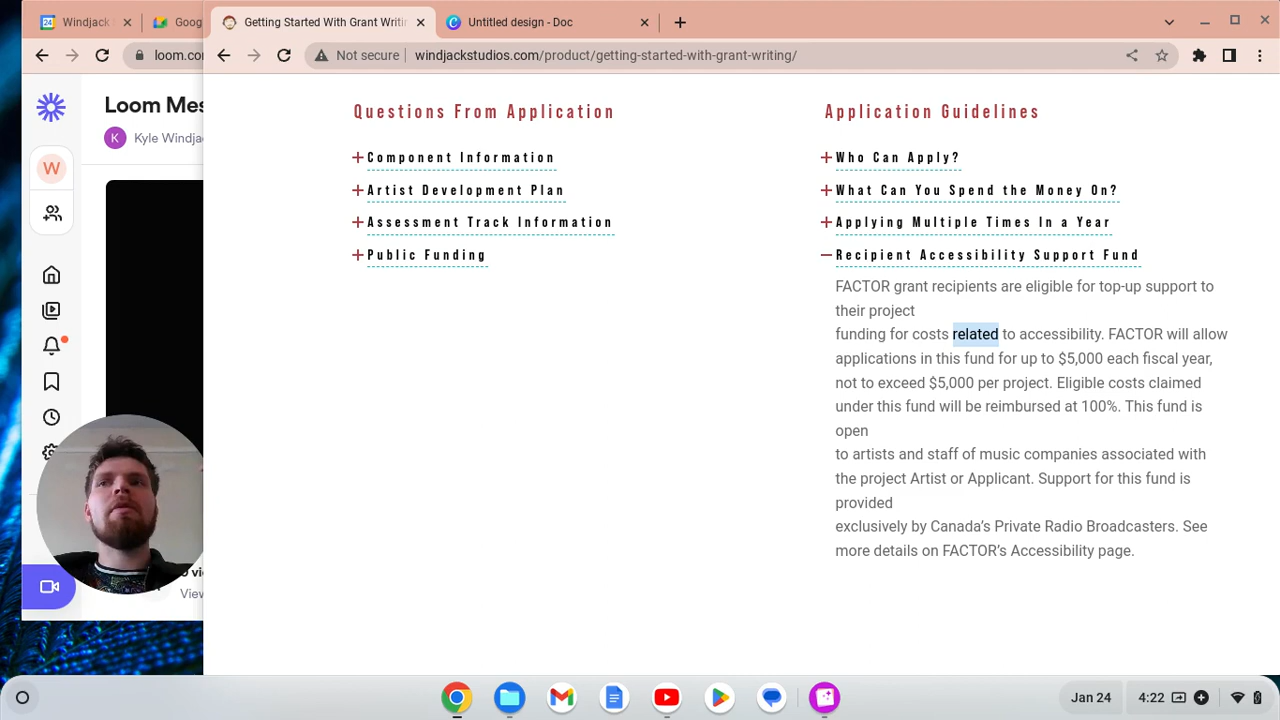 Windjack
Goog
Getting Started With Grant Writin
Untitled design - Doc
loom.co
Not secure
windjackstudios.com/product/getting-started-with-grant-writing/
Loom Mes
K
Kyle Windja
W
Questions From Application
Component Information
Artist Development Plan
Assessment Track Information
Public Funding
Application Guidelines
Who Can Apply?
What Can You Spend the Money On?
Applying Multiple Times In a Year
Recipient Accessibility Support Fund
FACTOR grant recipients are eligible for top-up support to
their project
funding for costs related to accessibility. FACTOR will allow
applications in this fund for up to $5,000 each fiscal year,
not to exceed $5,000 per project. Eligible costs claimed
under this fund will be reimbursed at 100%. This fund is
open
to artists and staff of music companies associated with
the project Artist or Applicant. Support for this fund is
provided
exclusively by Canada's Private Radio Broadcasters. See
more details on FACTOR's Accessibility page.
View
Jan 24
4:22